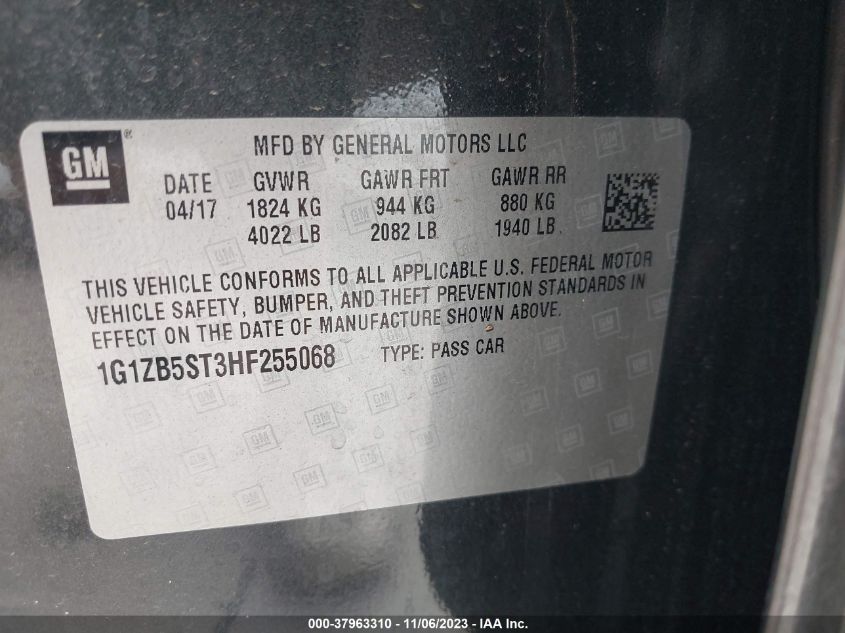 GM®
MFD BY GENERAL MOTORS LLC
DATE GVWR GAWR FRT GAWR RR
04/17 1824 KG 944 KG 880 KG
4022 LB 2082 LB 1940 LB
THIS VEHICLE CONFORMS TO ALL APPLICABLE U.S. FEDERAL MOTOR
VEHICLE SAFETY, BUMPER, AND THEFT PREVENTION STANDARDS IN
EFFECT ON THE DATE OF MANUFACTURE SHOWN ABOVE.
1G1ZB5ST3HF255068 TYPE: PASS CAR
000-37963310 - 11/06/2023 - IAA Inc.